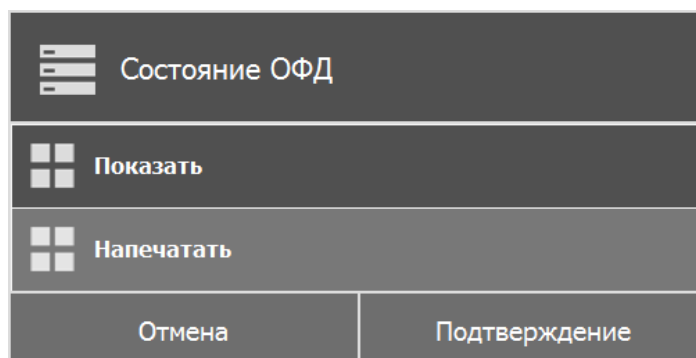 Состояние ОФД
Показать
Напечатать
Отмена
Подтверждение